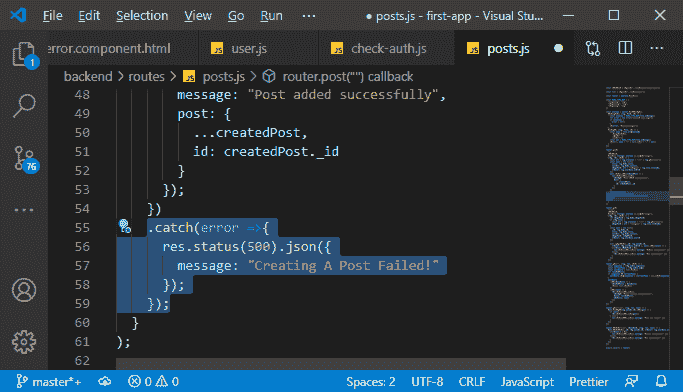 File Edit Selection View Go Run ··· ● posts.js - first-app - Visual Stu...
error.component.html JS user.js JS check-auth.js JS posts.js ● ···
backend > routes > JS posts.js > router.post("") callback
48 message: "Post added successfully",
49 post: {
50 ...createdPost,
51 id: createdPost._id
52 }
53 });
54 })
55 .catch(error =>{
56 res.status(500).json({
57 message: "Creating A Post Failed!"
58 });
59 });
60 }
61 );
62
1
76
master*+ 0 0 Spaces: 2 UTF-8 CRLF JavaScript Prettier